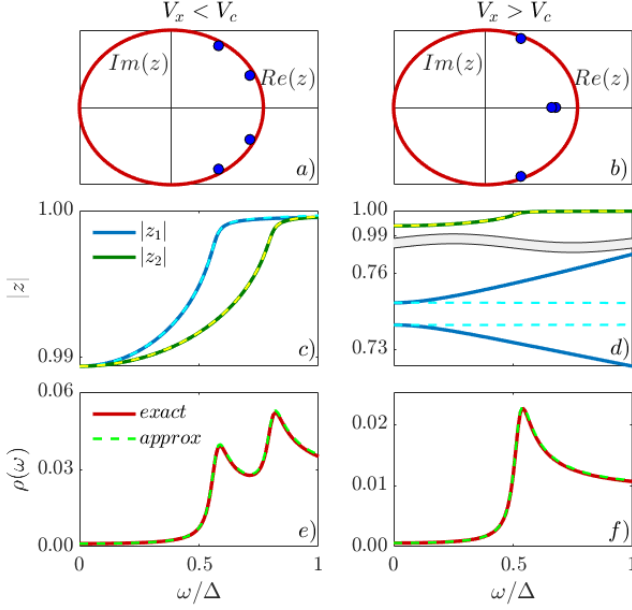 V_x < V_c
V_x > V_c
Im(z)
Re(z)
a)
Im(z)
Re(z)
b)
1.00
|z_1|
|z_2|
|z|
0.99
c)
1.00
0.99
0.76
0.73
d)
0.06
exact
approx
ρ(ω)
0.03
0.00
e)
0
0.5
1
ω/Δ
0.02
0.01
0.00
f)
0
0.5
1
ω/Δ